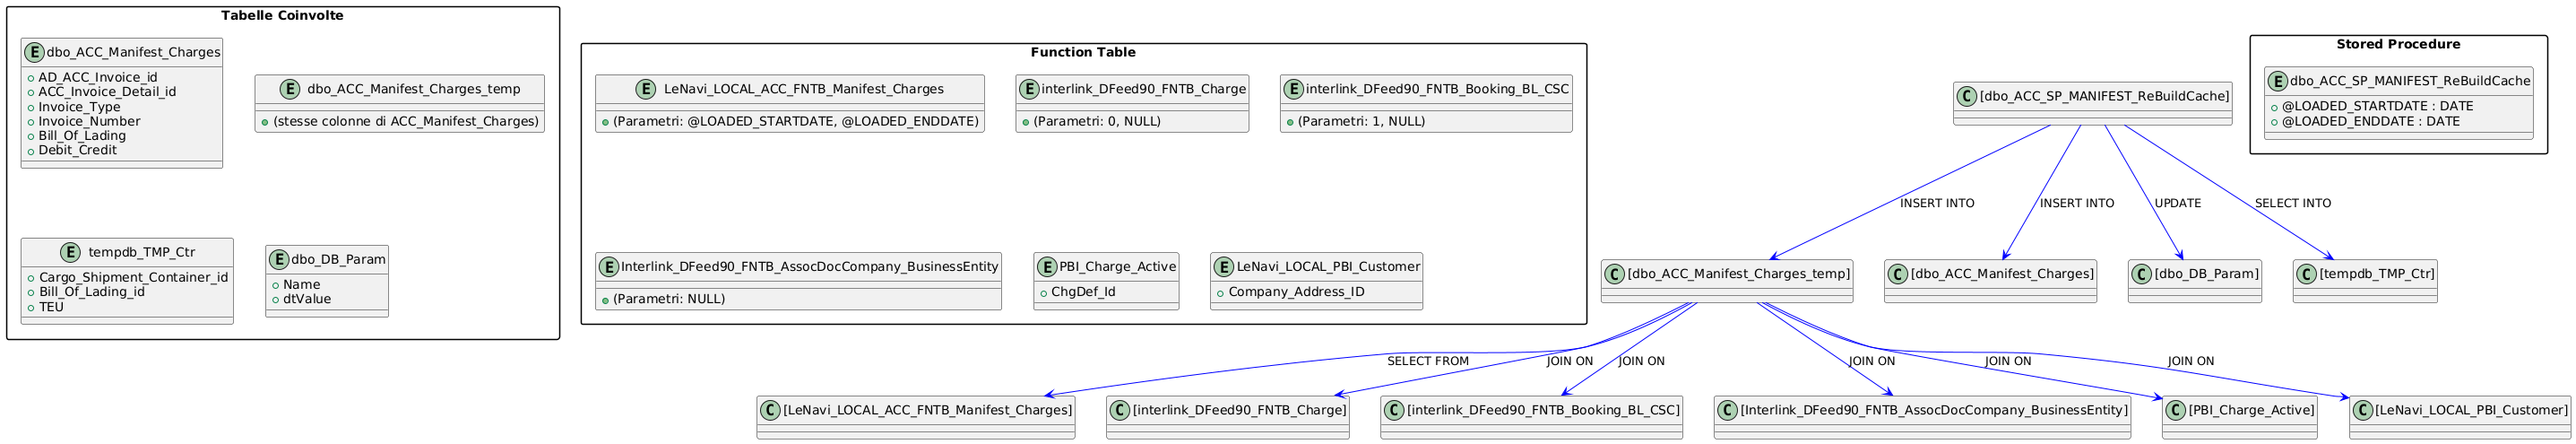 Tabelle Coinvolte
E dbo_ACC_Manifest_Charges
AD_ACC_Invoice_id
ACC_Invoice_Detail_id
Invoice_Type
Invoice_Number
Bill_Of_Lading
Debit_Credit
E dbo_ACC_Manifest_Charges_temp
(stesse colonne di ACC_Manifest_Charges)
E tempdb_TMP_Ctr
Cargo_Shipment_Container_id
Bill_Of_Lading_id
TEU
E dbo_DB_Param
Name
dtValue
Function Table
E LeNavi_LOCAL_ACC_FNTB_Manifest_Charges
(Parametri: @LOADED_STARTDATE, @LOADED_ENDDATE)
E interlink_DFeed90_FNTB_Charge
(Parametri: 0, NULL)
E interlink_DFeed90_FNTB_Booking_BL_CSC
(Parametri: 1, NULL)
E Interlink_DFeed90_FNTB_AssocDocCompany_BusinessEntity
(Parametri: NULL)
E PBI_Charge_Active
ChgDef_Id
E LeNavi_LOCAL_PBI_Customer
Company_Address_ID
C [dbo_ACC_SP_MANIFEST_ReBuildCache]
Stored Procedure
E dbo_ACC_SP_MANIFEST_ReBuildCache
@LOADED_STARTDATE : DATE
@LOADED_ENDDATE : DATE
INSERT INTO
INSERT INTO
UPDATE
SELECT INTO
C [dbo_ACC_Manifest_Charges_temp]
C [dbo_ACC_Manifest_Charges]
C [dbo_DB_Param]
C [tempdb_TMP_Ctr]
SELECT FROM
JOIN ON
JOIN ON
JOIN ON
JOIN ON
JOIN ON
C [LeNavi_LOCAL_ACC_FNTB_Manifest_Charges]
C [interlink_DFeed90_FNTB_Charge]
C [interlink_DFeed90_FNTB_Booking_BL_CSC]
C [Interlink_DFeed90_FNTB_AssocDocCompany_BusinessEntity]
C [PBI_Charge_Active]
C [LeNavi_LOCAL_PBI_Customer]